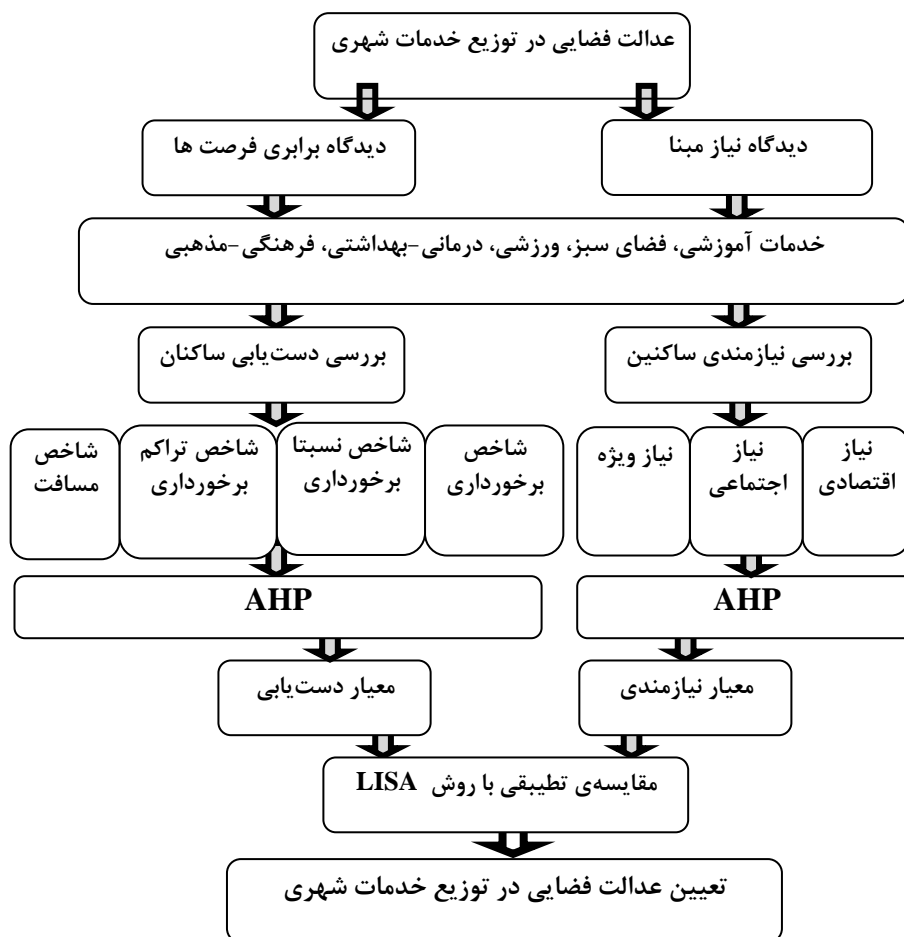 عدالت فضایی در توزیع خدمات شهری
دیدگاه نیاز مبنا
دیدگاه برابری فرصت ها
خدمات آموزشی، فضای سبز، ورزشی، درمانی-بهداشتی، فرهنگی-مذهبی
بررسی نیازمندی ساکنین
بررسی دست‌یابی ساکنان
نیاز
اقتصادی
نیاز
اجتماعی
نیاز ویژه
شاخص
برخورداری
شاخص نسبتا
برخورداری
شاخص تراکم
برخورداری
شاخص
مسافت
AHP
AHP
معیار نیازمندی
معیار دست‌یابی
مقایسه‌ی تطیبقی با روش LISA
تعیین عدالت فضایی در توزیع خدمات شهری